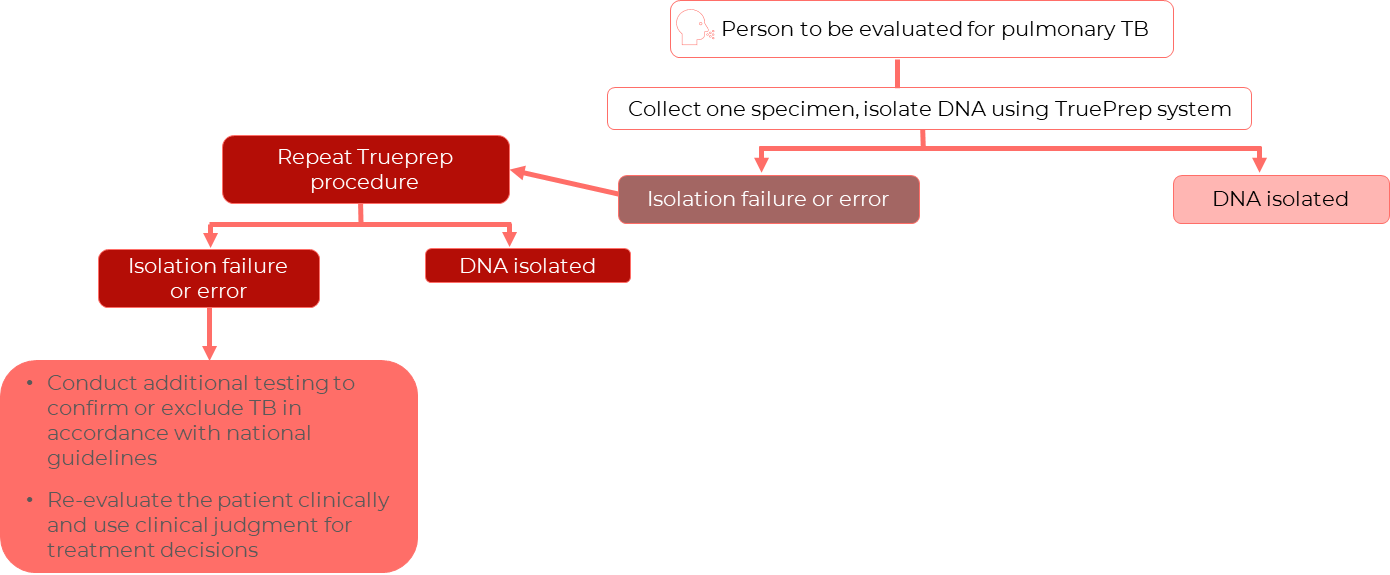 Person to be evaluated for pulmonary TB
Collect one specimen, isolate DNA using TruePrep system
Repeat Trueprep
procedure
Isolation failure or error
DNA isolated
Isolation failure
or error
DNA isolated
• Conduct additional testing to
confirm or exclude TB in
accordance with national
guidelines
• Re-evaluate the patient clinically
and use clinical judgment for
treatment decisions